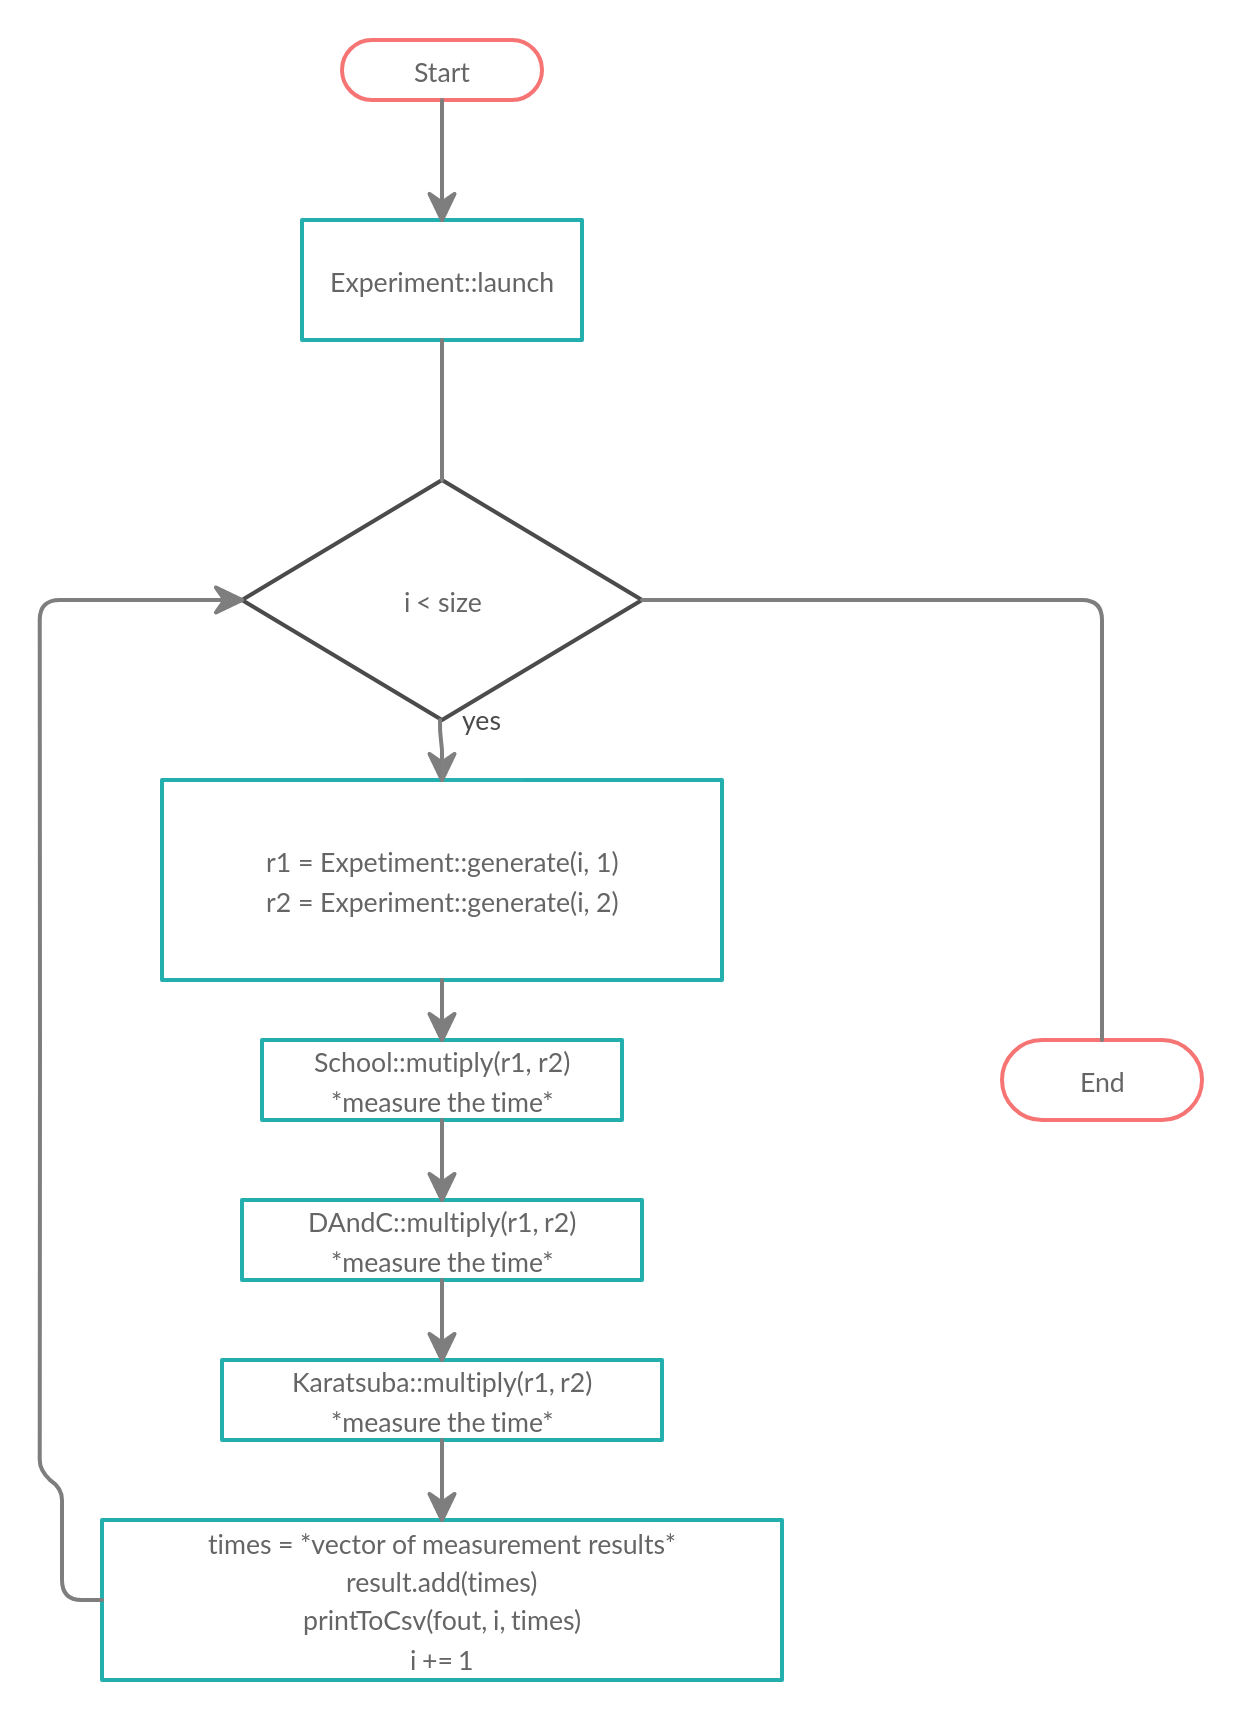 Start
Experiment::launch
i < size
yes
r1 = Expetiment::generate(i, 1)
r2 = Experiment::generate(i, 2)
School::mutiply(r1, r2)
*measure the time*
End
DAndC::multiply(r1, r2)
*measure the time*
Karatsuba::multiply(r1, r2)
*measure the time*
times = *vector of measurement results*
result.add(times)
printToCsv(fout, i, times)
i += 1